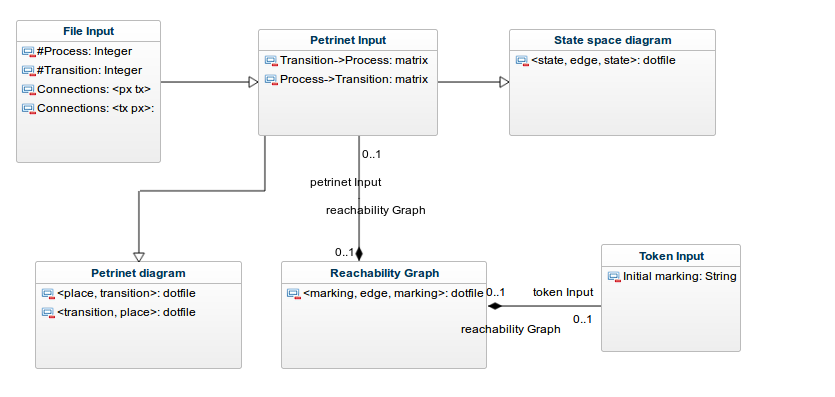 File Input
#Process: Integer
#Transition: Integer
Connections: <px tx>
Connections: <tx px>:
Petrinet Input
Transition->Process: matrix
Process->Transition: matrix
State space diagram
<state, edge, state>: dotfile
0..1
petrinet Input
reachability Graph
0..1
Petrinet diagram
<place, transition>: dotfile
<transition, place>: dotfile
Reachability Graph
<marking, edge, marking>: dotfile
0..1
token Input
0..1
reachability Graph
Token Input
Initial marking: String